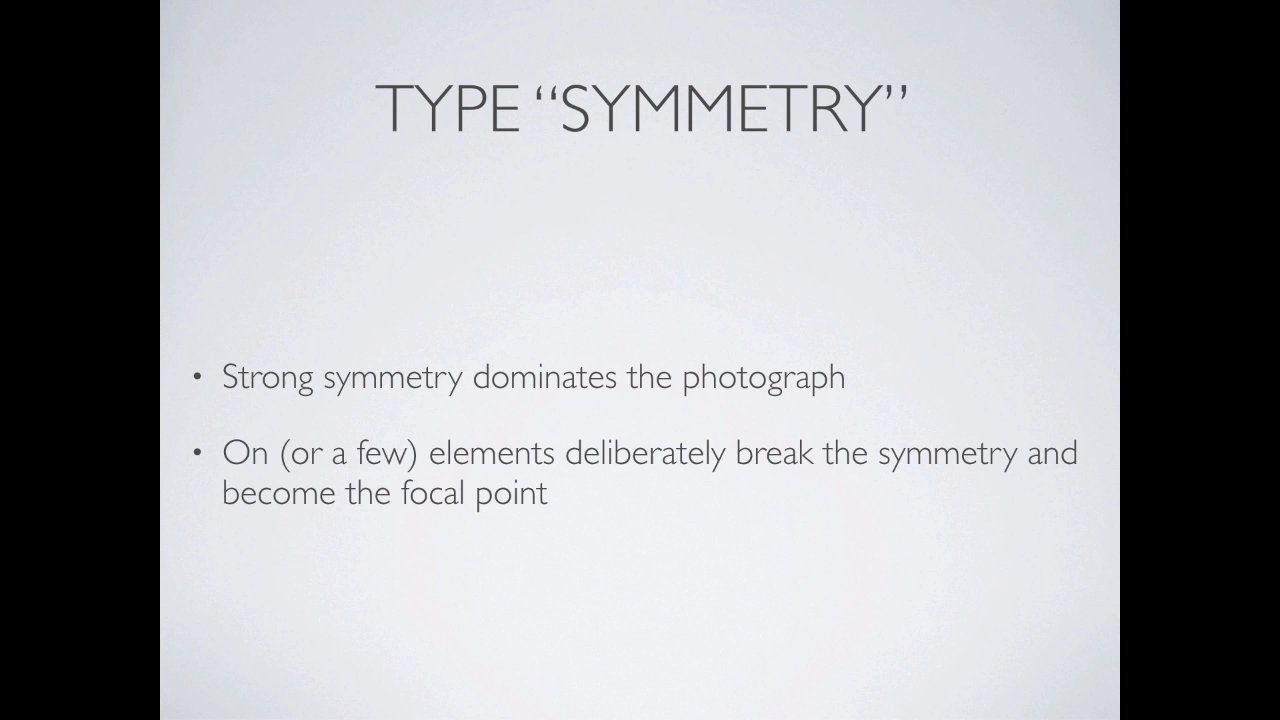 TYPE “SYMMETRY”
• Strong symmetry dominates the photograph
• On (or a few) elements deliberately break the symmetry and
become the focal point